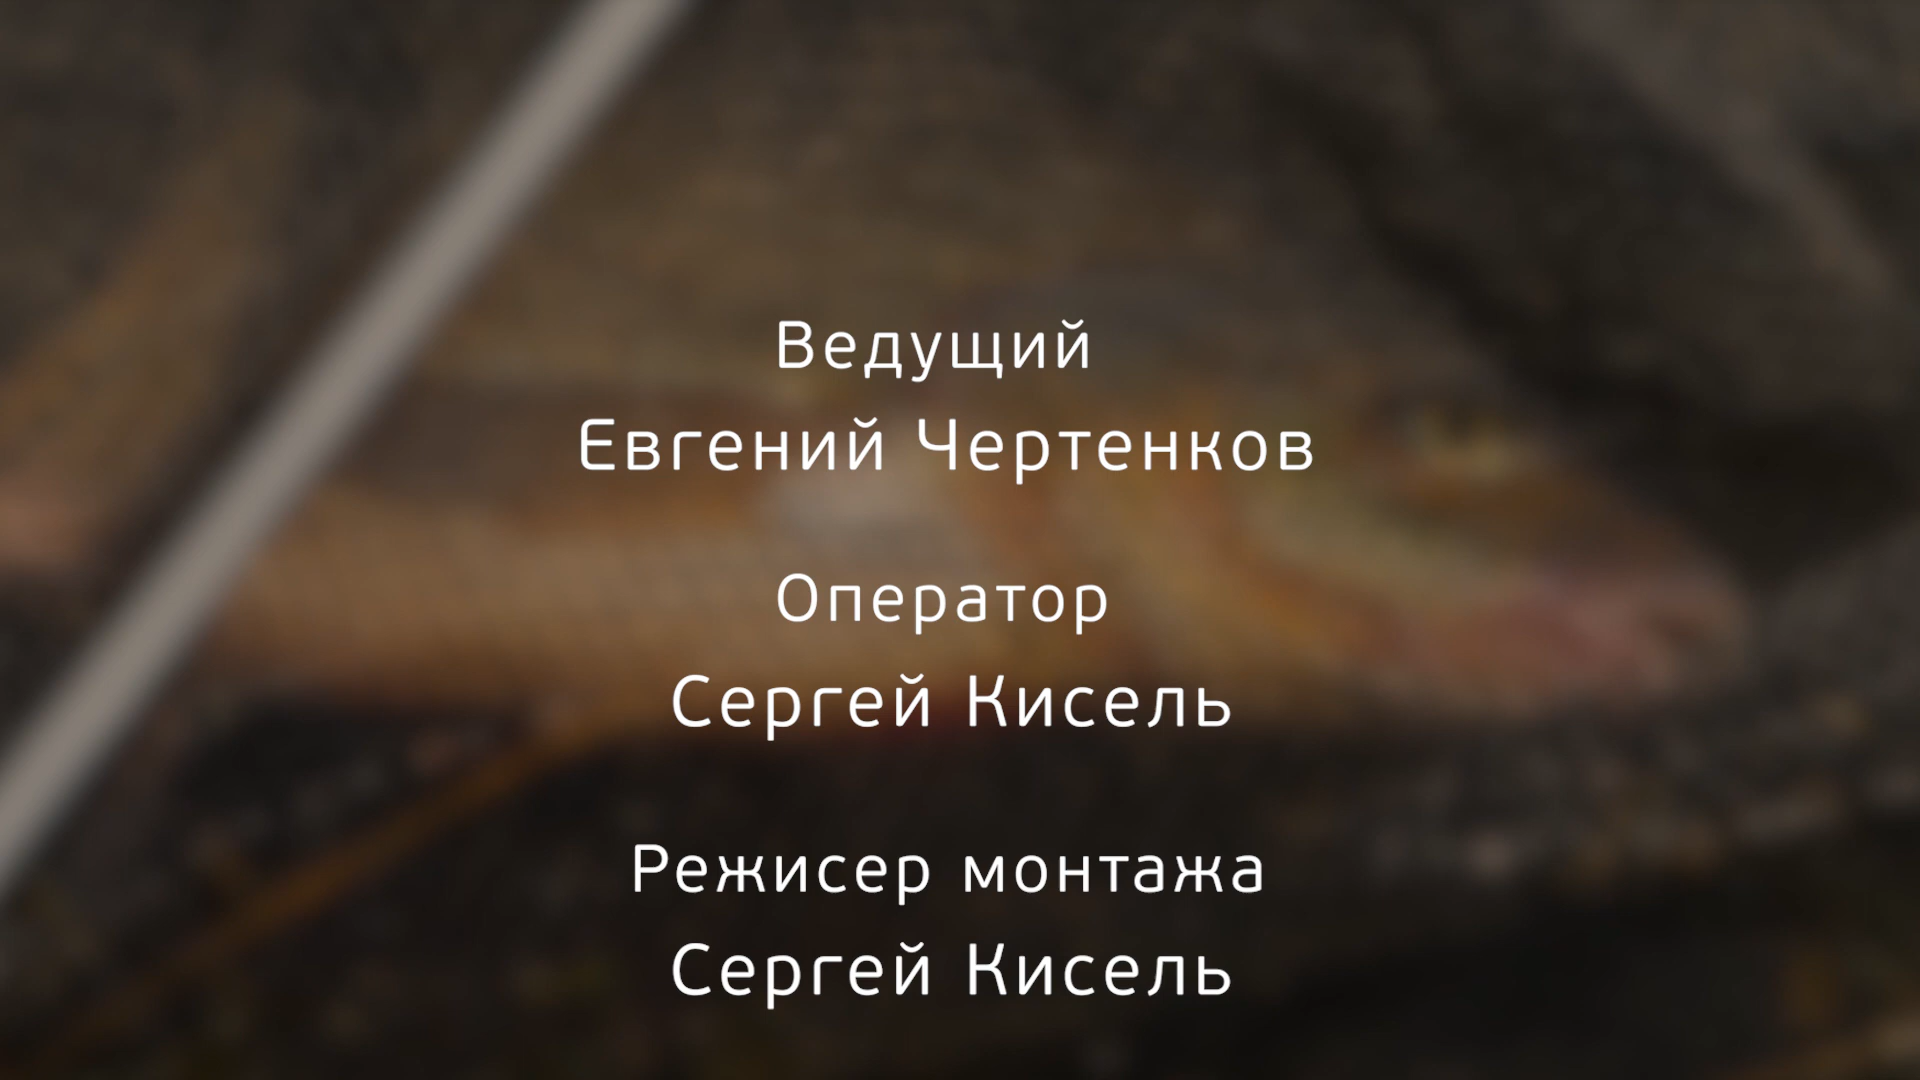 Ведущий
Евгений Чертенков
Оператор
Сергей Кисель
Режисер монтажа
Сергей Кисель